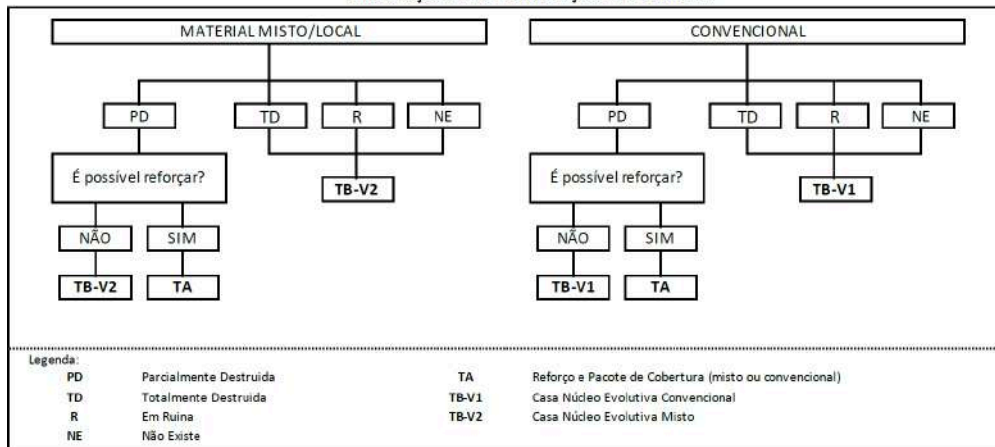 MATERIAL MISTO/LOCAL
CONVENCIONAL
PD TD R NE
PD TD R NE
É possível reforçar?
TB-V2
É possível reforçar?
TB-V1
NÃO SIM
NÃO SIM
TB-V2 TA
TB-V1 TA
Legenda:
PD Parcialmente Destruida TA Reforço e Pacote de Cobertura (misto ou convencional)
TD Totalmente Destruida TB-V1 Casa Núcleo Evolutiva Convencional
R Em Ruina TB-V2 Casa Núcleo Evolutiva Misto
NE Não Existe